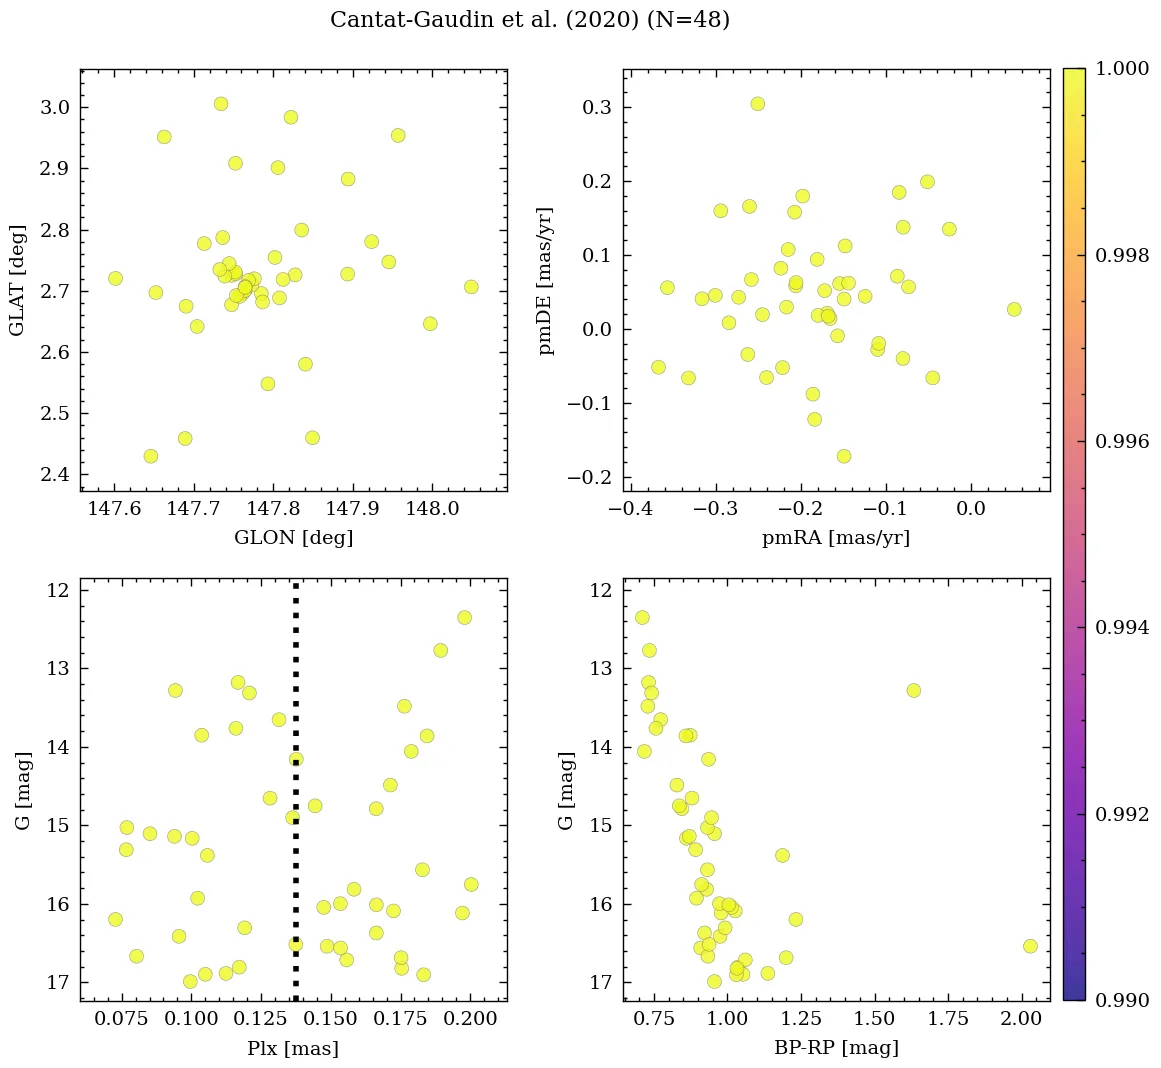 Cantat-Gaudin et al. (2020) (N=48)
3.0
2.9
2.8
2.7
2.6
2.5
2.4
GLAT [deg]
147.6 147.7 147.8 147.9 148.0
GLON [deg]
0.3
0.2
0.1
0.0
−0.1
−0.2
pmDE [mas/yr]
−0.4 −0.3 −0.2 −0.1 0.0
pmRA [mas/yr]
12
13
14
15
16
17
G [mag]
0.075 0.100 0.125 0.150 0.175 0.200
Plx [mas]
12
13
14
15
16
17
G [mag]
0.75 1.00 1.25 1.50 1.75 2.00
BP-RP [mag]
1.000
0.998
0.996
0.994
0.992
0.990